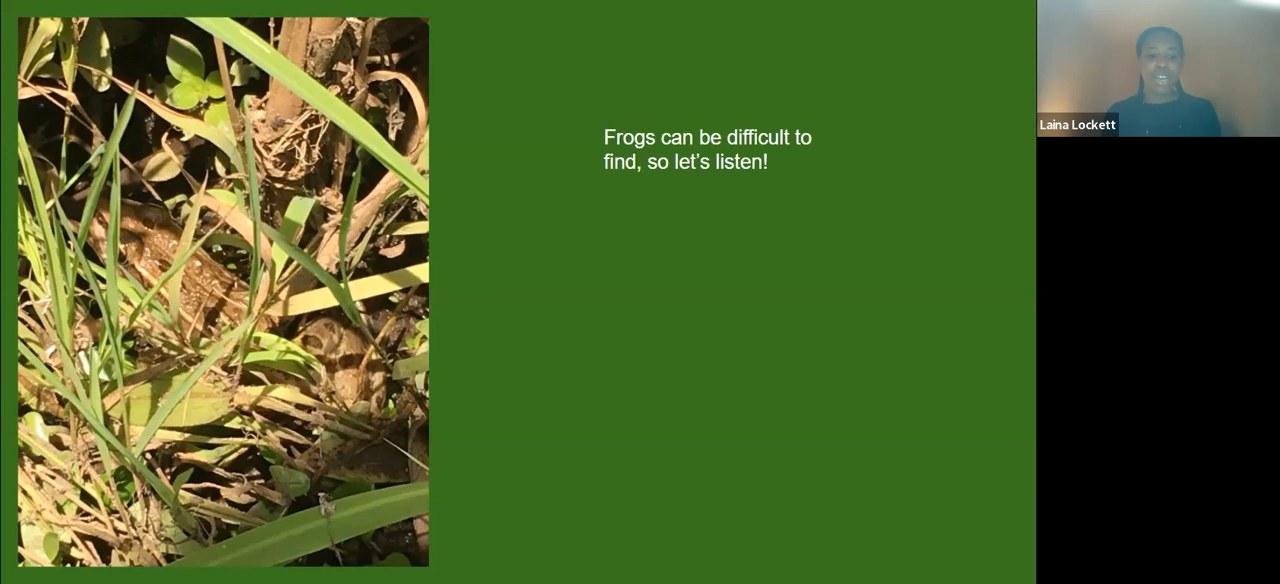 Frogs can be difficult to
find, so let's listen!
Laina Lockett